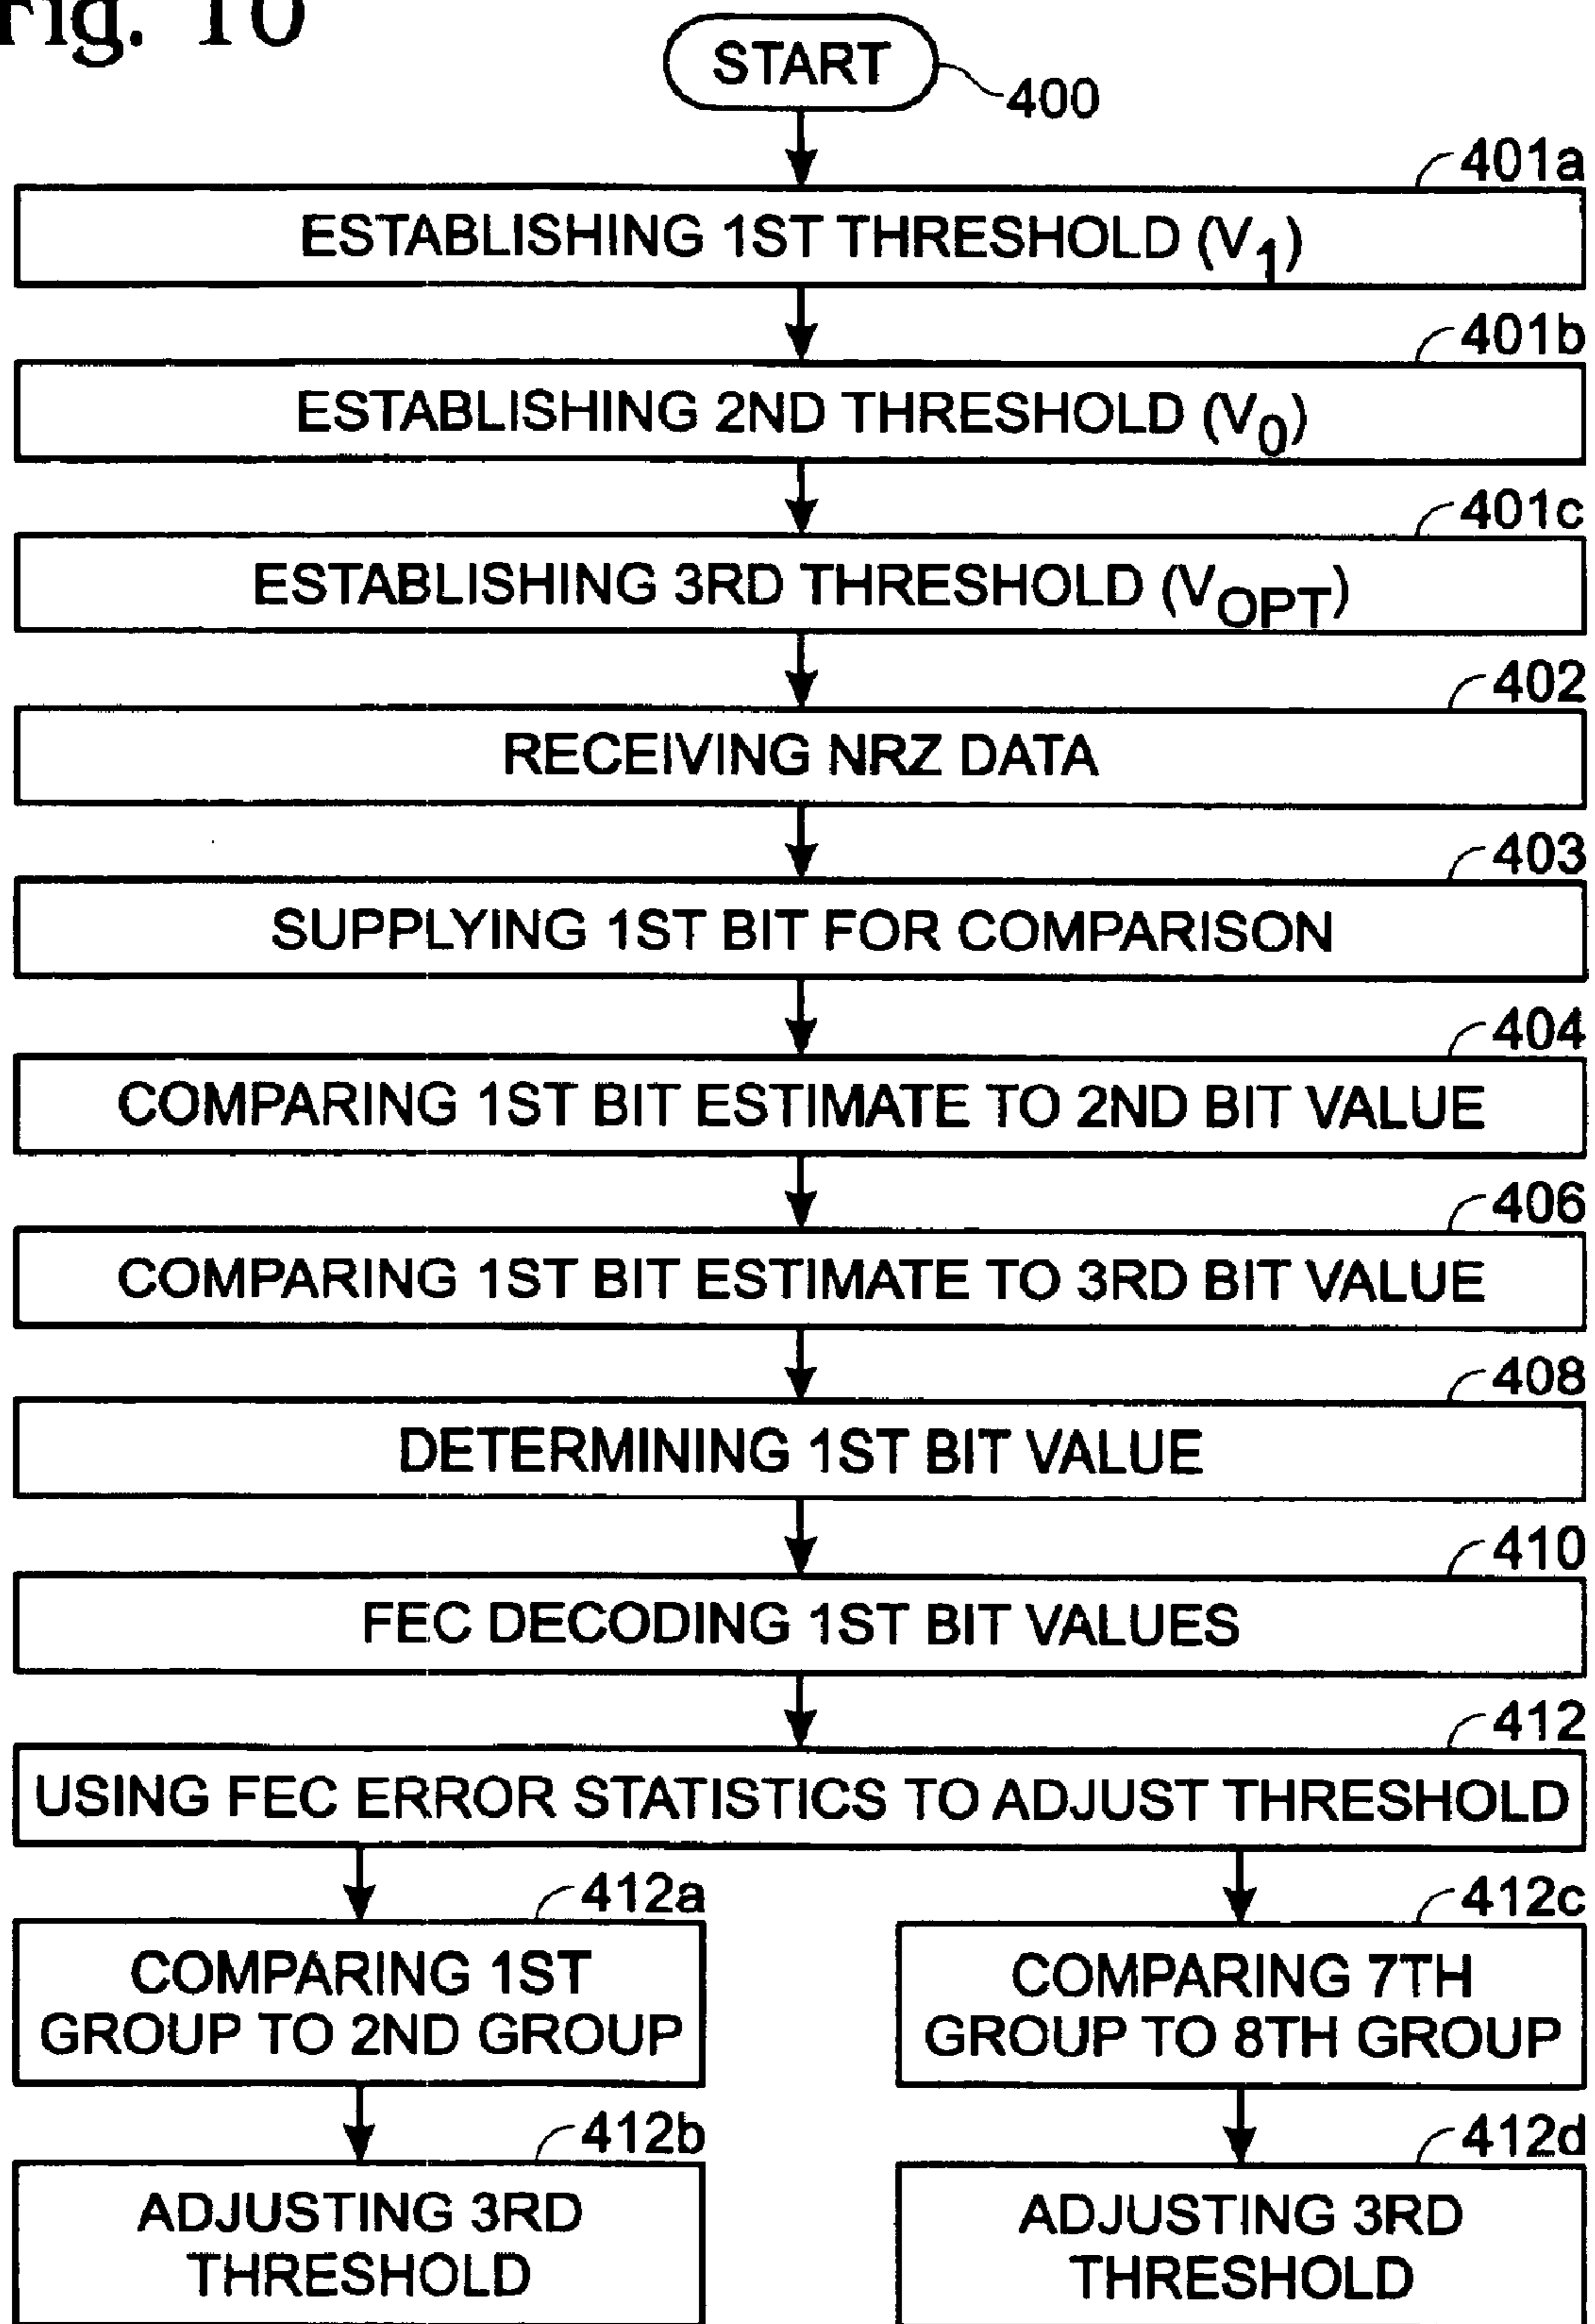 Fig. 10
START
400
401a
ESTABLISHING 1ST THRESHOLD (V1)
401b
ESTABLISHING 2ND THRESHOLD (V0)
401c
ESTABLISHING 3RD THRESHOLD (VOPT)
402
RECEIVING NRZ DATA
403
SUPPLYING 1ST BIT FOR COMPARISON
404
COMPARING 1ST BIT ESTIMATE TO 2ND BIT VALUE
406
COMPARING 1ST BIT ESTIMATE TO 3RD BIT VALUE
408
DETERMINING 1ST BIT VALUE
410
FEC DECODING 1ST BIT VALUES
412
USING FEC ERROR STATISTICS TO ADJUST THRESHOLD
412a
COMPARING 1ST
GROUP TO 2ND GROUP
412b
ADJUSTING 3RD
THRESHOLD
412c
COMPARING 7TH
GROUP TO 8TH GROUP
412d
ADJUSTING 3RD
THRESHOLD